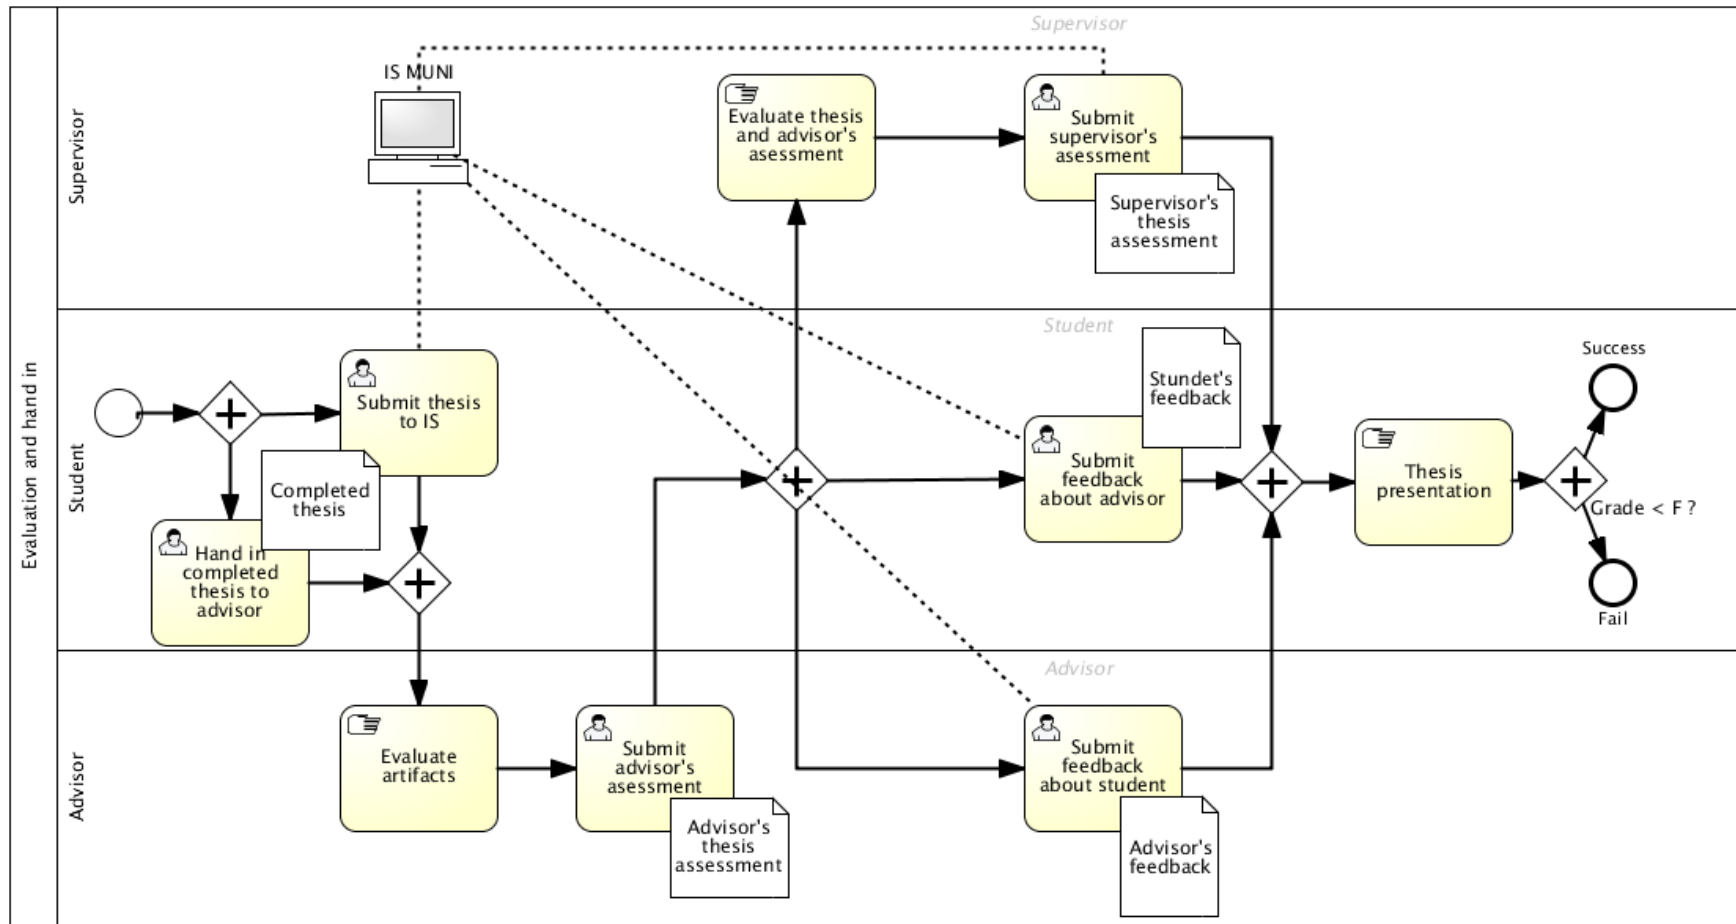 Supervisor
IS MUNI
Evaluate thesis
and advisor's
asessment
Supervisor
Submit
supervisor's
asessment
Supervisor's
thesis
assessment
Evaluation and hand in
Student
Submit thesis
to IS
Completed
thesis
Hand in
completed
thesis to
advisor
Student
Stundet's
feedback
Submit
feedback
about advisor
Thesis
presentation
Success
Grade < F ?
Fail
Advisor
Evaluate
artifacts
Submit
advisor's
asessment
Advisor's
thesis
assessment
Advisor
Submit
feedback
about student
Advisor's
feedback